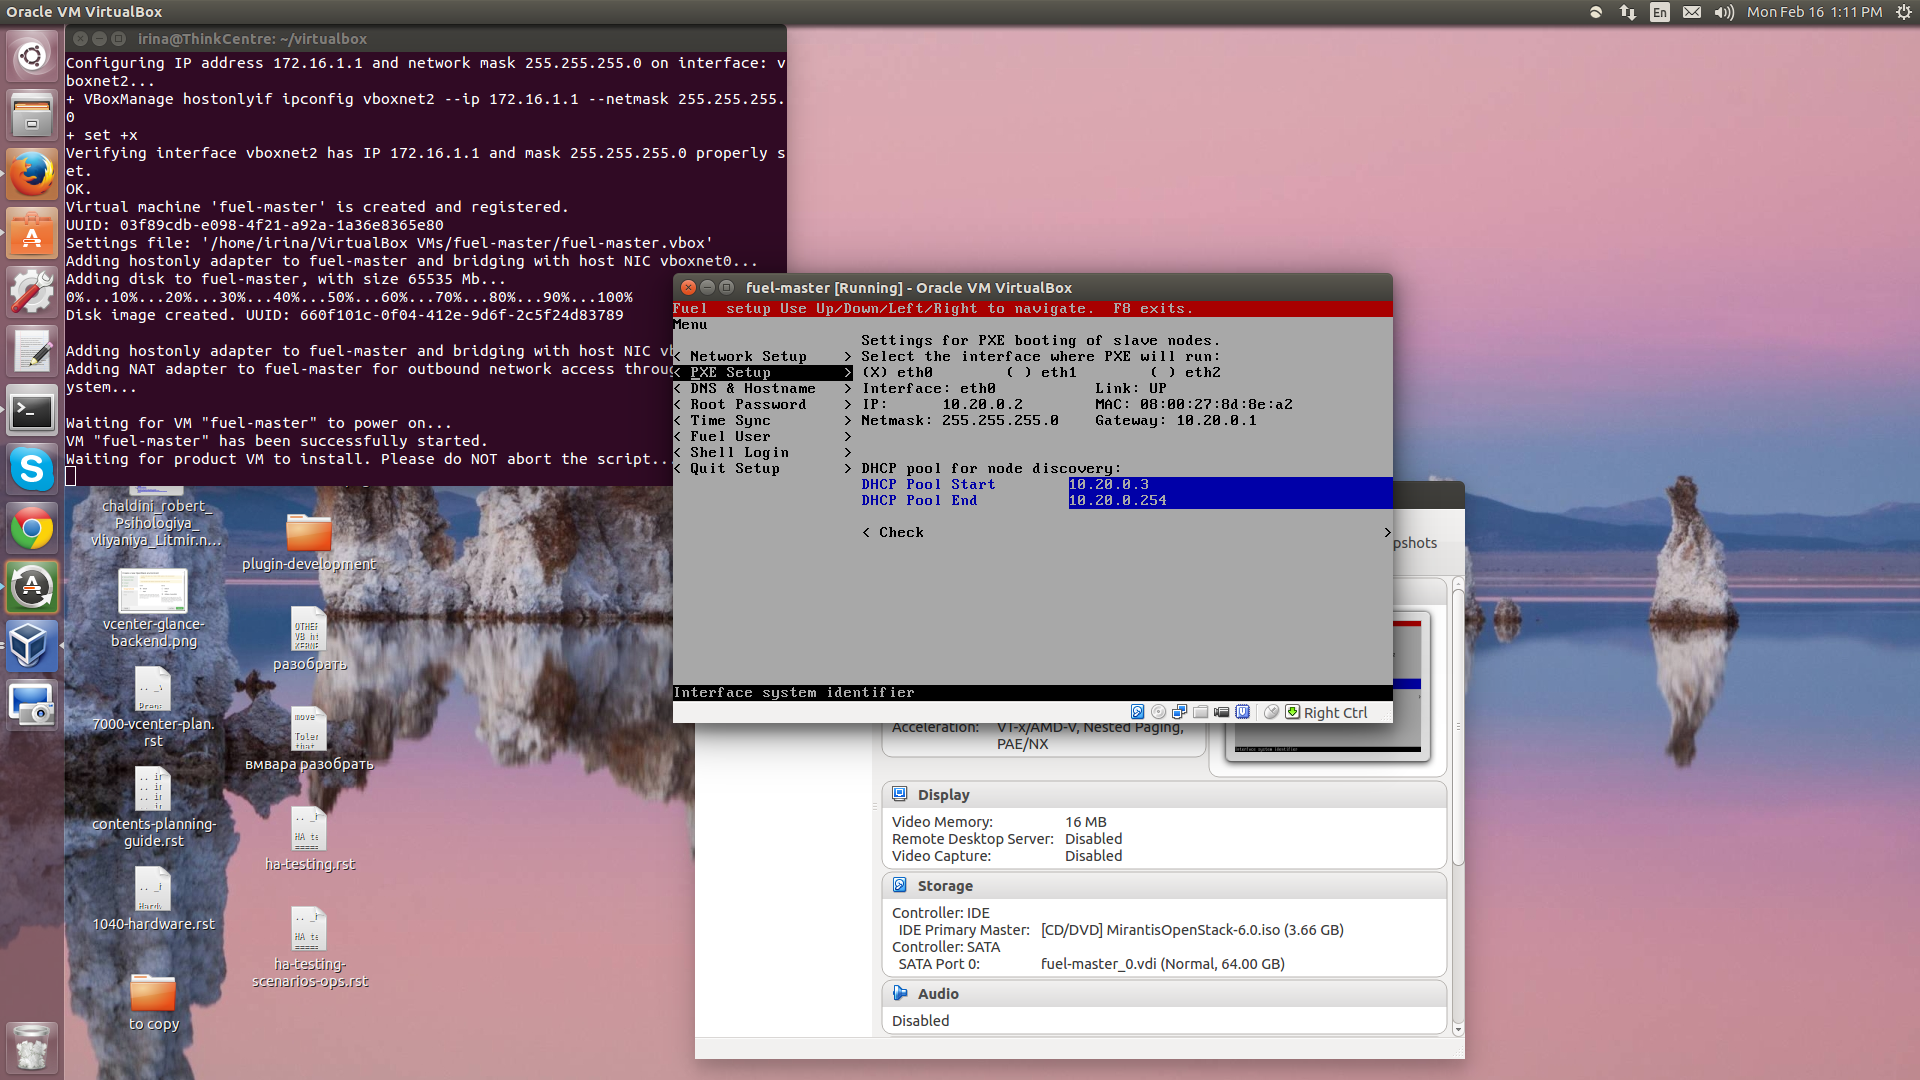 Oracle VM VirtualBox
En
Mon Feb 16 1:11 PM
irina@ThinkCentre: ~/virtualbox
Configuring IP address 172.16.1.1 and network mask 255.255.255.0 on interface: v
boxnet2...
+ VBoxManage hostonlyif ipconfig vboxnet2 --ip 172.16.1.1 --netmask 255.255.255.
0
+ set +x
Verifying interface vboxnet2 has IP 172.16.1.1 and mask 255.255.255.0 properly s
et.
OK.
Virtual machine 'fuel-master' is created and registered.
UUID: 03f89cdb-e098-4f21-a92a-1a36e8365e80
Settings file: '/home/irina/VirtualBox VMs/fuel-master/fuel-master.vbox'
Adding hostonly adapter to fuel-master and bridging with host NIC vboxnet0...
Adding disk to fuel-master, with size 65535 Mb...
0%...10%...20%...30%...40%...50%...60%...70%...80%...90%...100%
Disk image created. UUID: 660f101c-0f04-412e-9d6f-2c5f24d83789
Adding hostonly adapter to fuel-master and bridging with host NIC vb
Adding NAT adapter to fuel-master for outbound network access throu
ystem...
Waiting for VM "fuel-master" to power on...
VM "fuel-master" has been successfully started.
Waiting for product VM to install. Please do NOT abort the script..
fuel-master [Running] - Oracle VM VirtualBox
Fuel setup Use Up/Down/Left/Right to navigate. F8 exits.
Menu
< Network Setup >
< PXE Setup >
< DNS & Hostname >
< Root Password >
< Time Sync >
< Fuel User >
< Shell Login >
< Quit Setup >
Settings for PXE booting of slave nodes.
Select the interface where PXE will run:
(X) eth0 ( ) eth1 ( ) eth2
Interface: eth0 Link: UP
IP: 10.20.0.2 MAC: 08:00:27:8d:8e:a2
Netmask: 255.255.255.0 Gateway: 10.20.0.1
DHCP pool for node discovery:
DHCP Pool Start 10.20.0.3
DHCP Pool End 10.20.0.254
< Check >
Interface system identifier
Right Ctrl
pshots
Acceleration: VT-x/AMD-V, Nested Paging,
PAE/NX
Display
Video Memory: 16 MB
Remote Desktop Server: Disabled
Video Capture: Disabled
Storage
Controller: IDE
IDE Primary Master: [CD/DVD] MirantisOpenStack-6.0.iso (3.66 GB)
Controller: SATA
SATA Port 0: fuel-master_0.vdi (Normal, 64.00 GB)
Audio
Disabled
chaldini_robert_
Psihologiya_
vliyaniya_Litmir.n...
vcenter-glance-
backend.png
7000-vcenter-plan.
rst
contents-planning-
guide.rst
1040-hardware.rst
to copy
plugin-development
разобрать
вмвара разобрать
ha-testing.rst
ha-testing-
scenarios-ops.rst